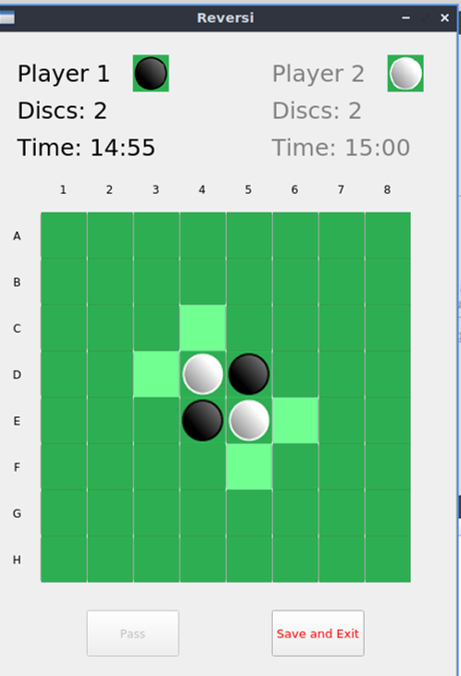 Reversi
Player 1 Player 2
Discs: 2 Discs: 2
Time: 14:55 Time: 15:00
1 2 3 4 5 6 7 8
A
B
C
D
E
F
G
H
Pass Save and Exit